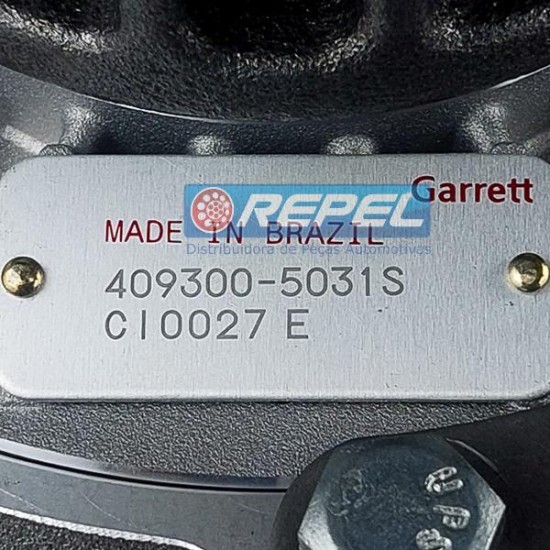 Garrett
REPEL
MADE IN BRAZIL
Distribuidora de Peças Automotivas
409300-5031S
CI0027 E